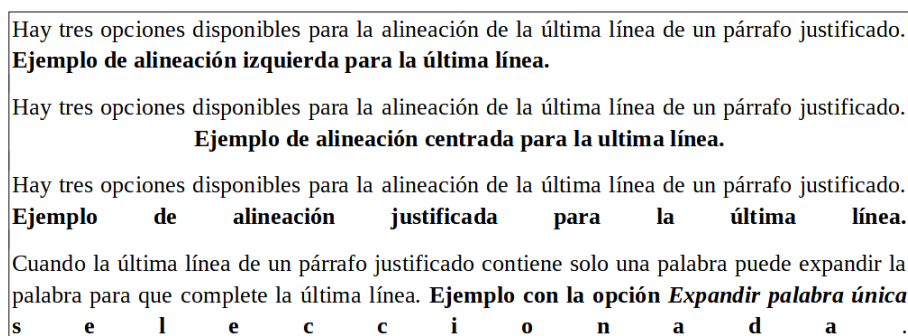 Hay tres opciones disponibles para la alineación de la última línea de un párrafo justificado.
Ejemplo de alineación izquierda para la última línea.
Hay tres opciones disponibles para la alineación de la última línea de un párrafo justificado.
Ejemplo de alineación centrada para la ultima línea.
Hay tres opciones disponibles para la alineación de la última línea de un párrafo justificado.
Ejemplo de alineación justificada para la última línea.
Cuando la última línea de un párrafo justificado contiene solo una palabra puede expandir la
palabra para que complete la última línea. Ejemplo con la opción Expandir palabra única
s e l e c c i o n a d a .